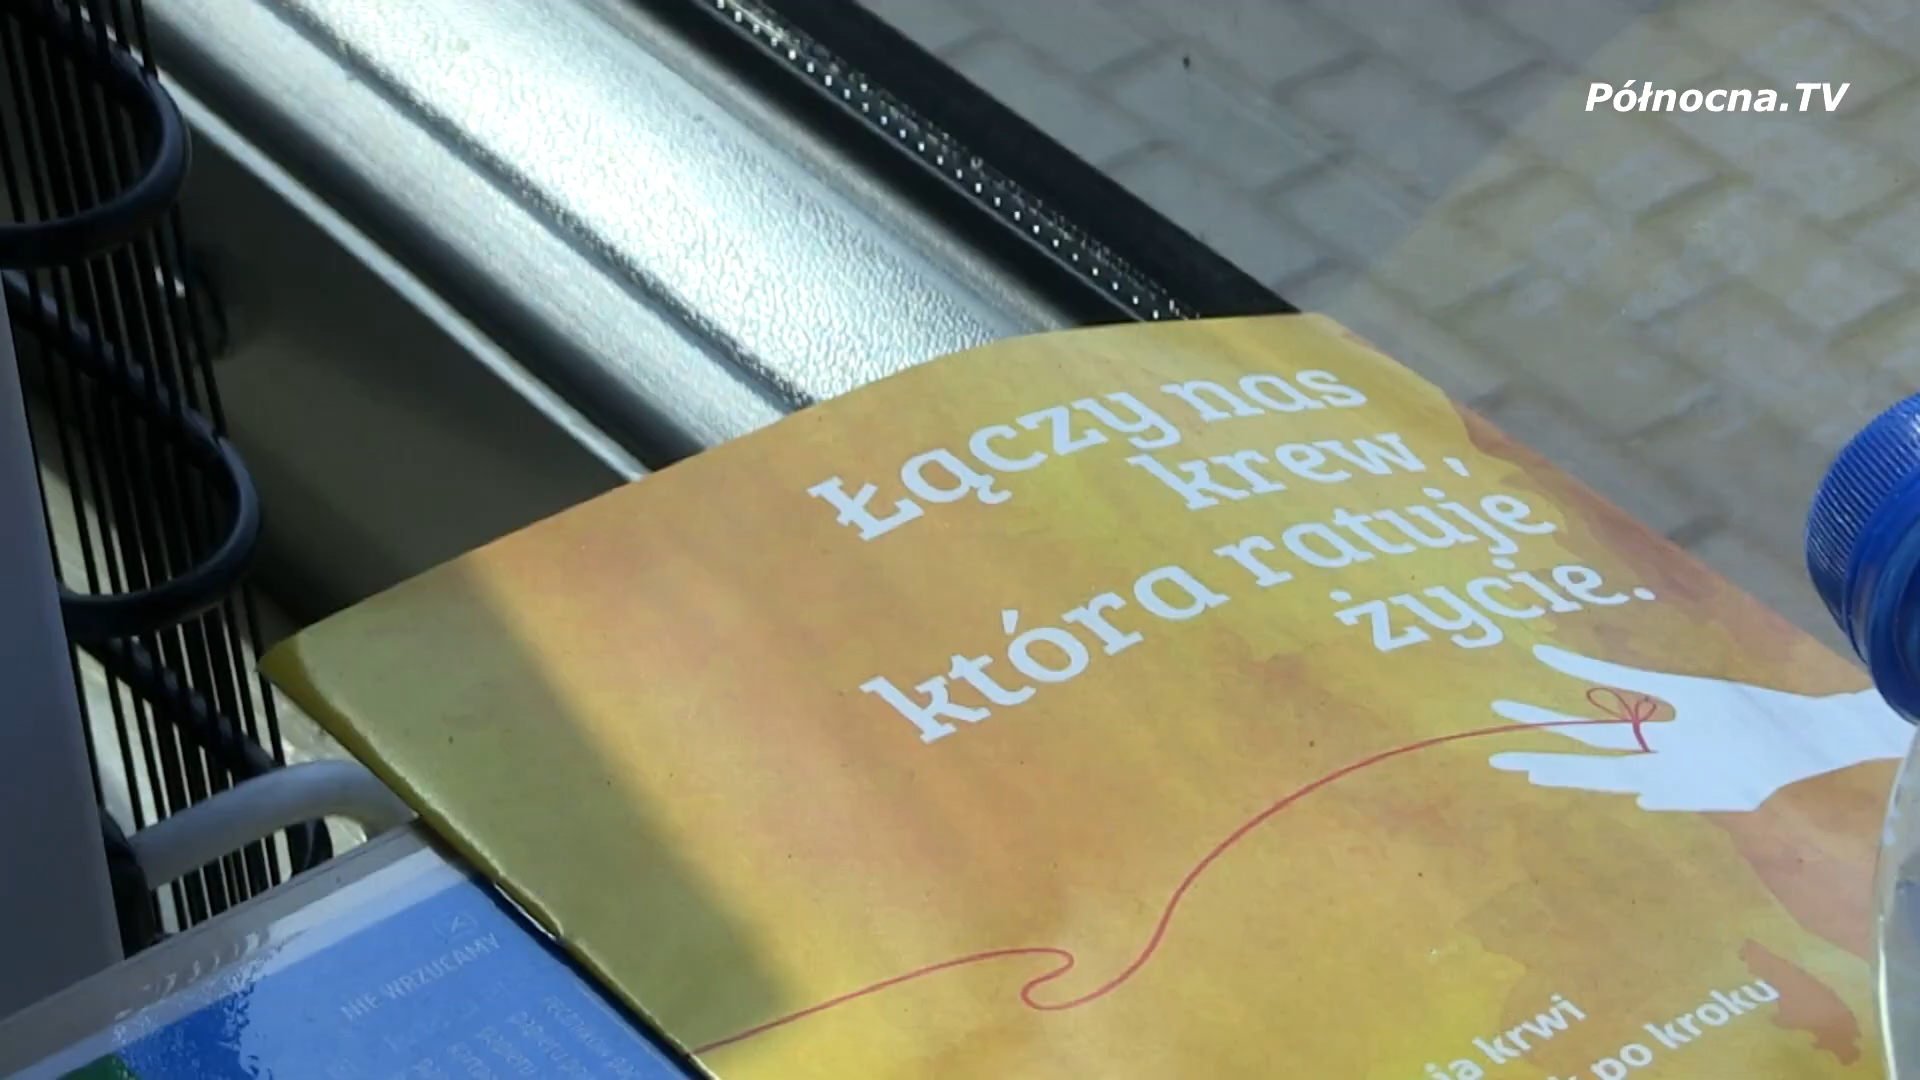 Północna.TV
Łączy nas
krew,
która ratuje
życie.
krwi
po kroku
NIE WRZUCAMY